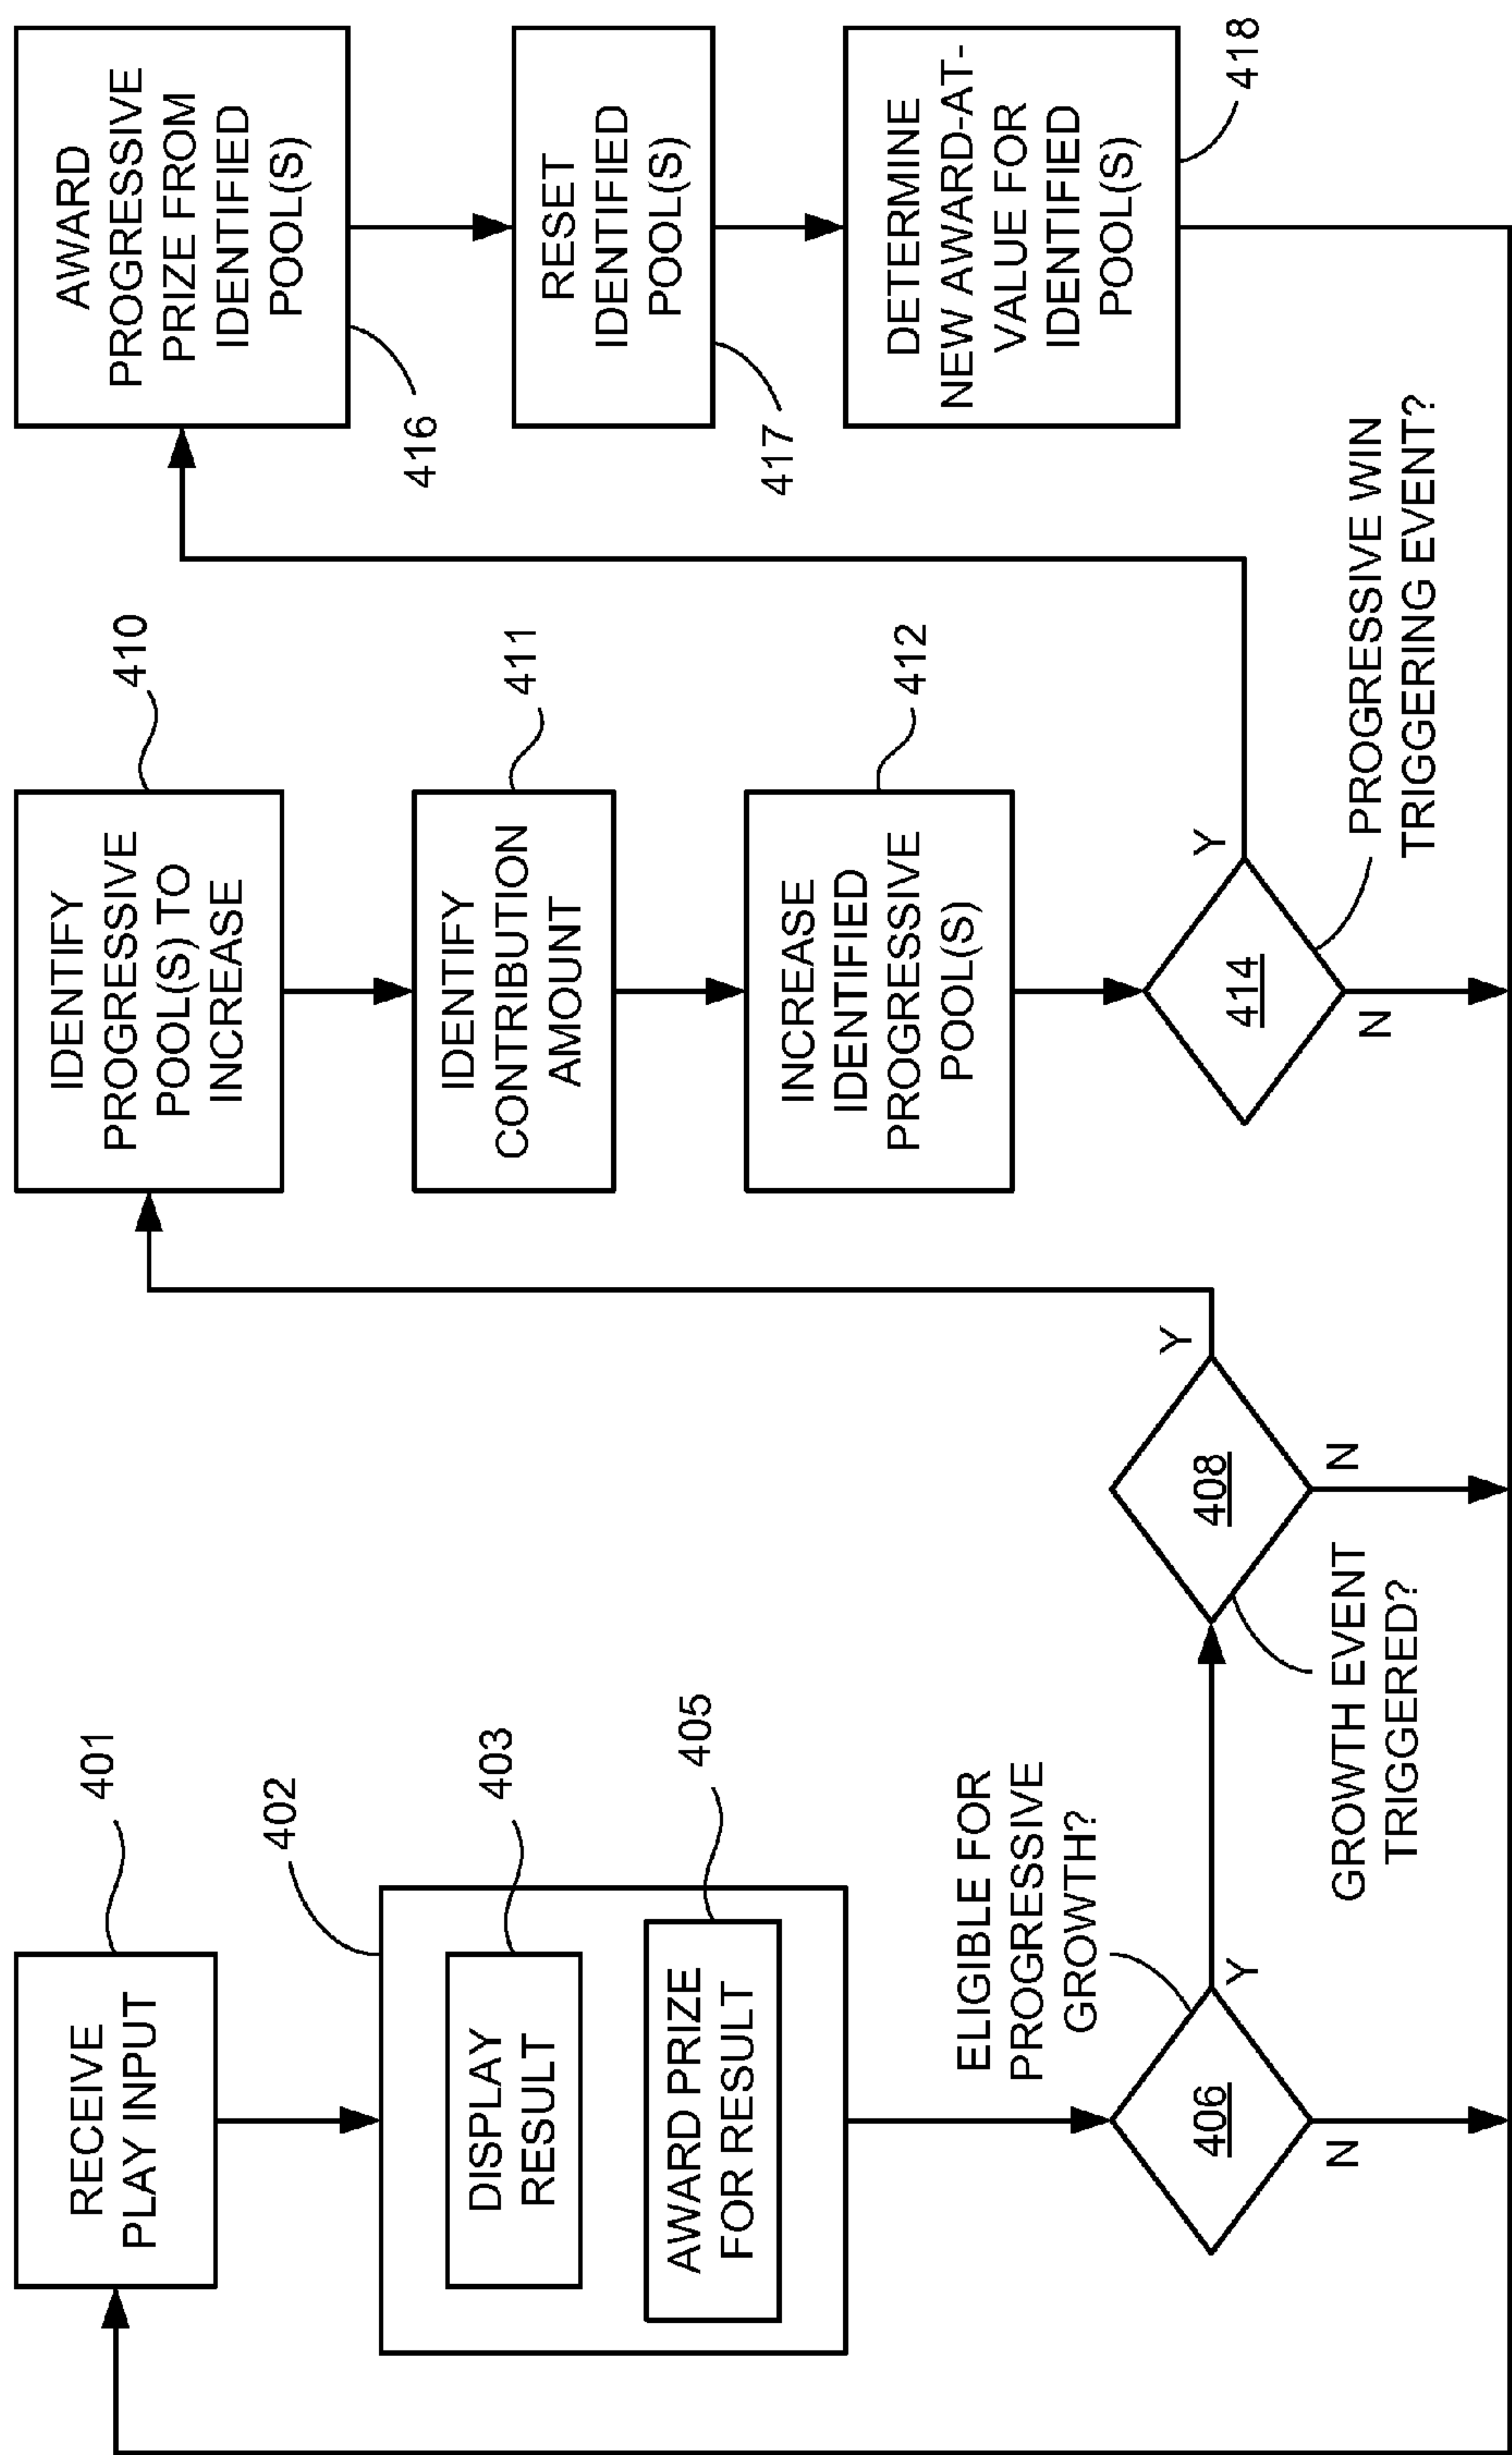 RECEIVE
PLAY INPUT
401
402
DISPLAY
RESULT
403
AWARD PRIZE
FOR RESULT
405
ELIGIBLE FOR
PROGRESSIVE
GROWTH?
406
Y
N
GROWTH EVENT
TRIGGERED?
408
Y
N
IDENTIFY
PROGRESSIVE
POOL(S) TO
INCREASE
410
IDENTIFY
CONTRIBUTION
AMOUNT
411
INCREASE
IDENTIFIED
PROGRESSIVE
POOL(S)
412
414
Y
N
PROGRESSIVE WIN
TRIGGERING EVENT?
AWARD
PROGRESSIVE
PRIZE FROM
IDENTIFIED
POOL(S)
416
RESET
IDENTIFIED
POOL(S)
417
DETERMINE
NEW AWARD-AT-
VALUE FOR
IDENTIFIED
POOL(S)
418